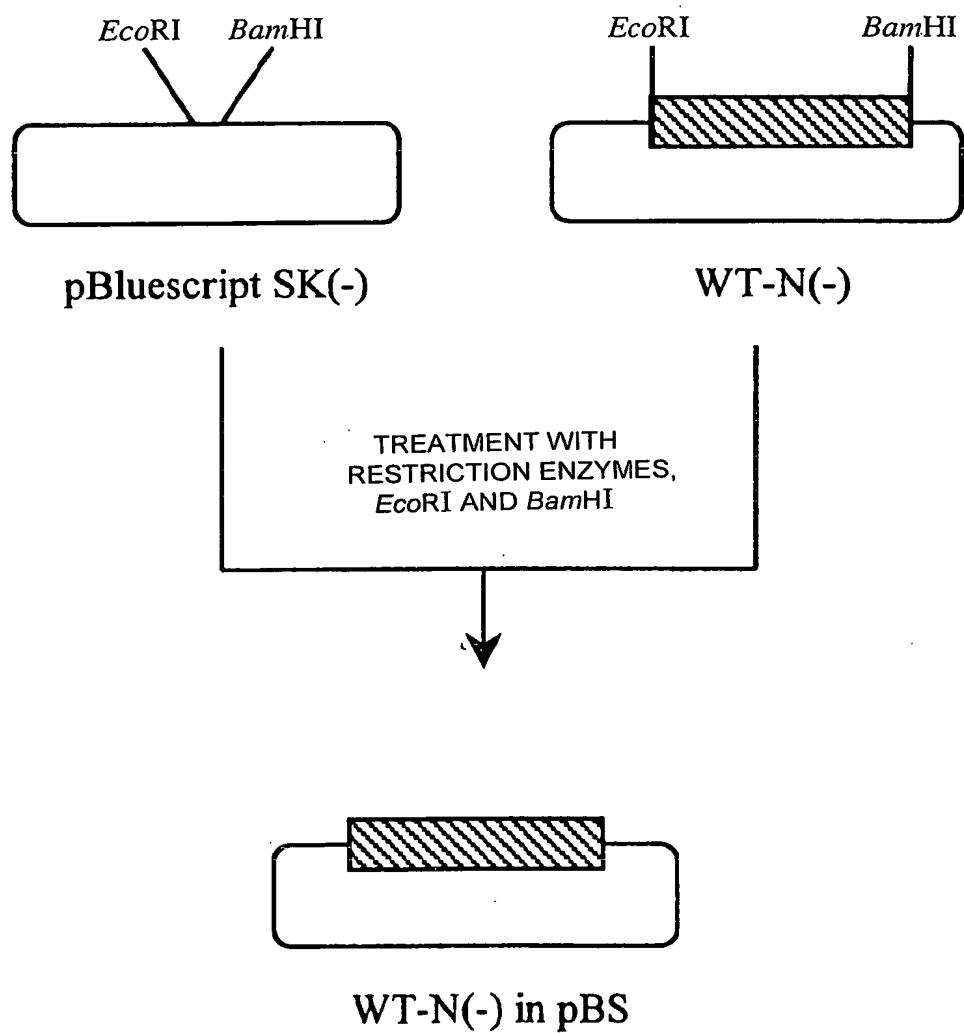 EcoRI BamHI
EcoRI BamHI
pBluescript SK(-)
WT-N(-)
TREATMENT WITH
RESTRICTION ENZYMES,
EcoRI AND BamHI
WT-N(-) in pBS